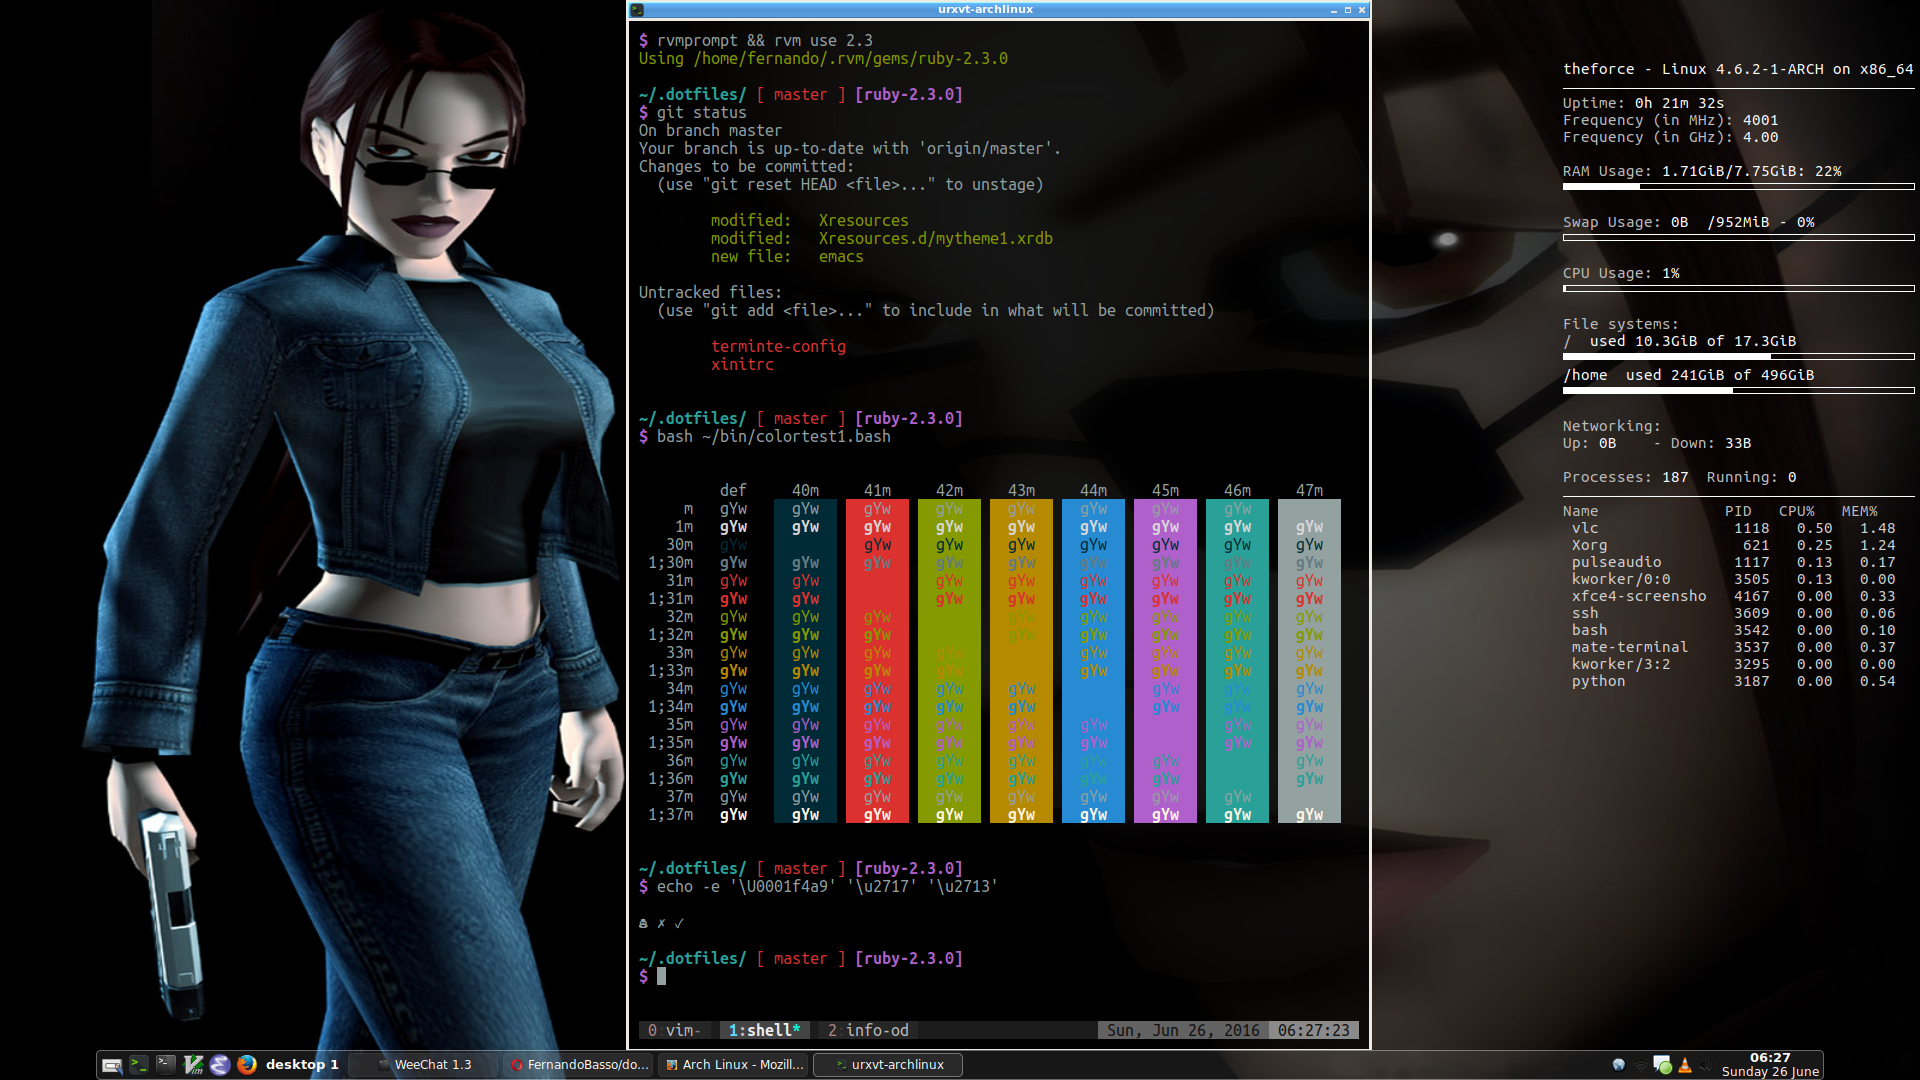 urxvt-archlinux
$ rvmprompt && rvm use 2.3
Using /home/fernando/.rvm/gems/ruby-2.3.0
~/.dotfiles/ [ master ] [ruby-2.3.0]
$ git status
On branch master
Your branch is up-to-date with 'origin/master'.
Changes to be committed:
(use "git reset HEAD <file>..." to unstage)
modified:   Xresources
modified:   Xresources.d/mytheme1.xrdb
new file:   emacs
Untracked files:
(use "git add <file>..." to include in what will be committed)
terminte-config
xinitrc
~/.dotfiles/ [ master ] [ruby-2.3.0]
$ bash ~/bin/colortest1.bash
def 40m 41m 42m 43m 44m 45m 46m 47m
m gYw gYw gYw gYw gYw gYw gYw gYw gYw
1m gYw gYw gYw gYw gYw gYw gYw gYw gYw
30m gYw gYw gYw gYw gYw gYw gYw gYw
1;30m gYw gYw gYw gYw gYw gYw gYw gYw gYw
31m gYw gYw gYw gYw gYw gYw gYw gYw
1;31m gYw gYw gYw gYw gYw gYw gYw gYw
32m gYw gYw gYw gYw gYw gYw gYw gYw
1;32m gYw gYw gYw gYw gYw gYw gYw gYw
33m gYw gYw gYw gYw gYw gYw gYw gYw
1;33m gYw gYw gYw gYw gYw gYw gYw gYw
34m gYw gYw gYw gYw gYw gYw gYw gYw
1;34m gYw gYw gYw gYw gYw gYw gYw gYw
35m gYw gYw gYw gYw gYw gYw gYw gYw
1;35m gYw gYw gYw gYw gYw gYw gYw gYw
36m gYw gYw gYw gYw gYw gYw gYw gYw
1;36m gYw gYw gYw gYw gYw gYw gYw gYw
37m gYw gYw gYw gYw gYw gYw gYw gYw
1;37m gYw gYw gYw gYw gYw gYw gYw gYw gYw
~/.dotfiles/ [ master ] [ruby-2.3.0]
$ echo -e '\U0001f4a9' '\u2717' '\u2713'
💩 ✗ ✓
~/.dotfiles/ [ master ] [ruby-2.3.0]
$
0 vim- 1:shell* 2 info-od Sun, Jun 26, 2016 06:27:23
theforce - Linux 4.6.2-1-ARCH on x86_64
Uptime: 0h 21m 32s
Frequency (in MHz): 4001
Frequency (in GHz): 4.00
RAM Usage: 1.71GiB/7.75GiB: 22%
Swap Usage: 0B /952MiB - 0%
CPU Usage: 1%
File systems:
/ used 10.3GiB of 17.3GiB
/home used 241GiB of 496GiB
Networking:
Up: 0B - Down: 33B
Processes: 187 Running: 0
Name PID CPU% MEM%
vlc 1118 0.50 1.48
Xorg 621 0.25 1.24
pulseaudio 1117 0.13 0.17
kworker/0:0 3505 0.13 0.00
xfce4-screensho 4167 0.00 0.33
ssh 3609 0.00 0.06
bash 3542 0.00 0.10
mate-terminal 3537 0.00 0.37
kworker/3:2 3295 0.00 0.00
python 3187 0.00 0.54
desktop 1 WeeChat 1.3 FernandoBasso/do... Arch Linux - Mozill... urxvt-archlinux
06:27
Sunday 26 June